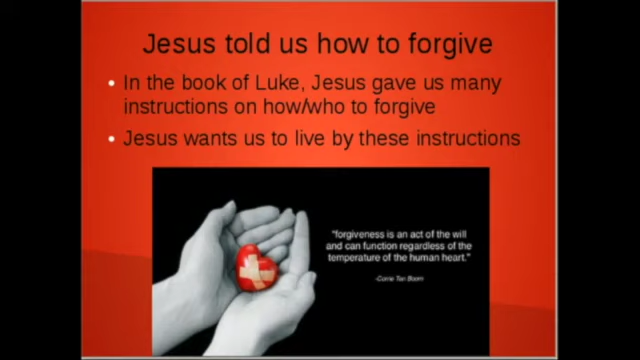 Jesus told us how to forgive
• In the book of Luke, Jesus gave us many
instructions on how/who to forgive
• Jesus wants us to live by these instructions
"forgiveness is an act of the will
and can function regardless of the
temperature of the human heart."
-Corrie Ten Boom